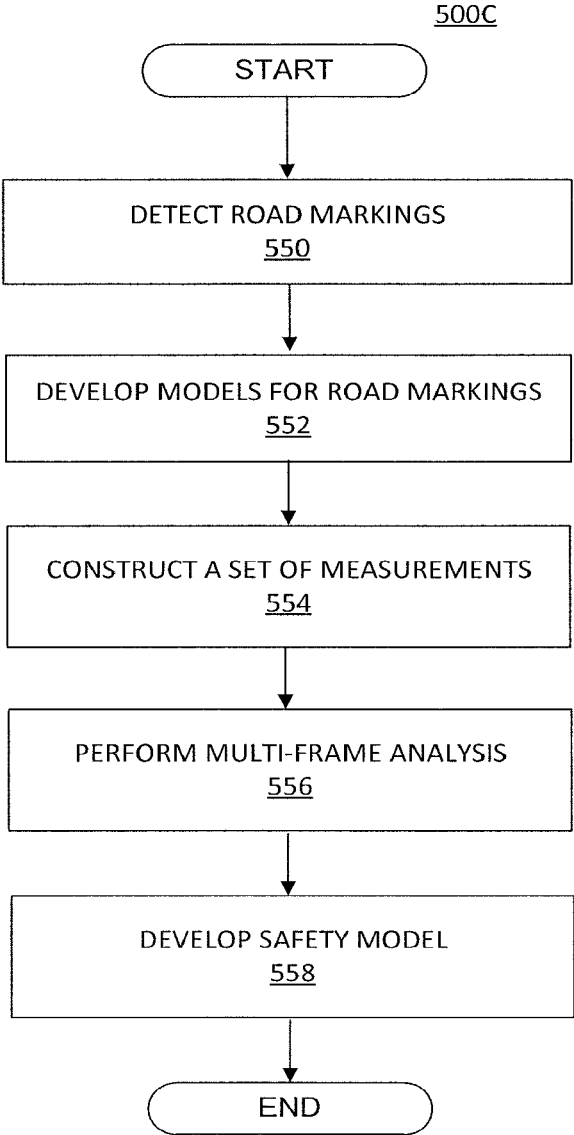 500C
START
DETECT ROAD MARKINGS
550
DEVELOP MODELS FOR ROAD MARKINGS
552
CONSTRUCT A SET OF MEASUREMENTS
554
PERFORM MULTI-FRAME ANALYSIS
556
DEVELOP SAFETY MODEL
558
END